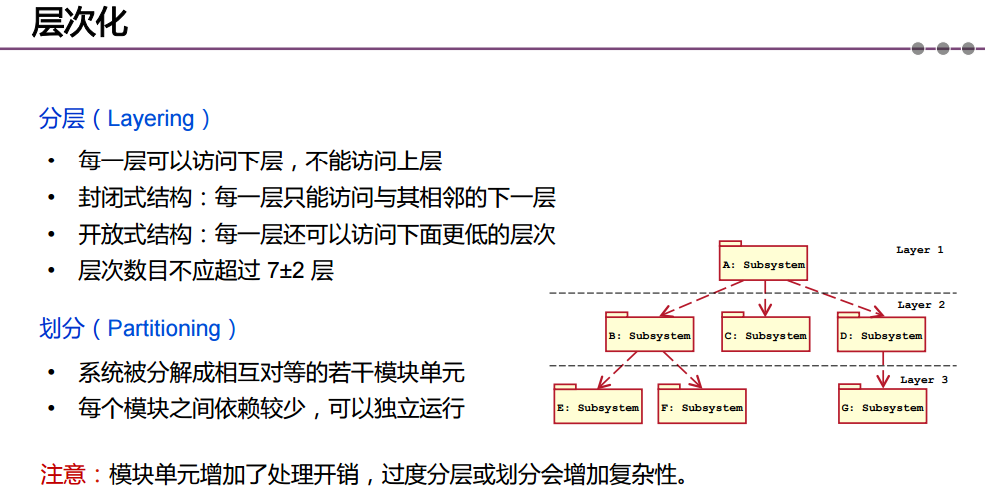 层次化
分层（Layering）
• 每一层可以访问下层，不能访问上层
• 封闭式结构：每一层只能访问与其相邻的下一层
• 开放式结构：每一层还可以访问下面更低的层次
• 层次数目不应超过 7±2 层
划分（Partitioning）
• 系统被分解成相互对等的若干模块单元
• 每个模块之间依赖较少，可以独立运行
Layer 1
A: Subsystem
Layer 2
B: Subsystem
C: Subsystem
D: Subsystem
Layer 3
E: Subsystem
F: Subsystem
G: Subsystem
注意：模块单元增加了处理开销，过度分层或划分会增加复杂性。